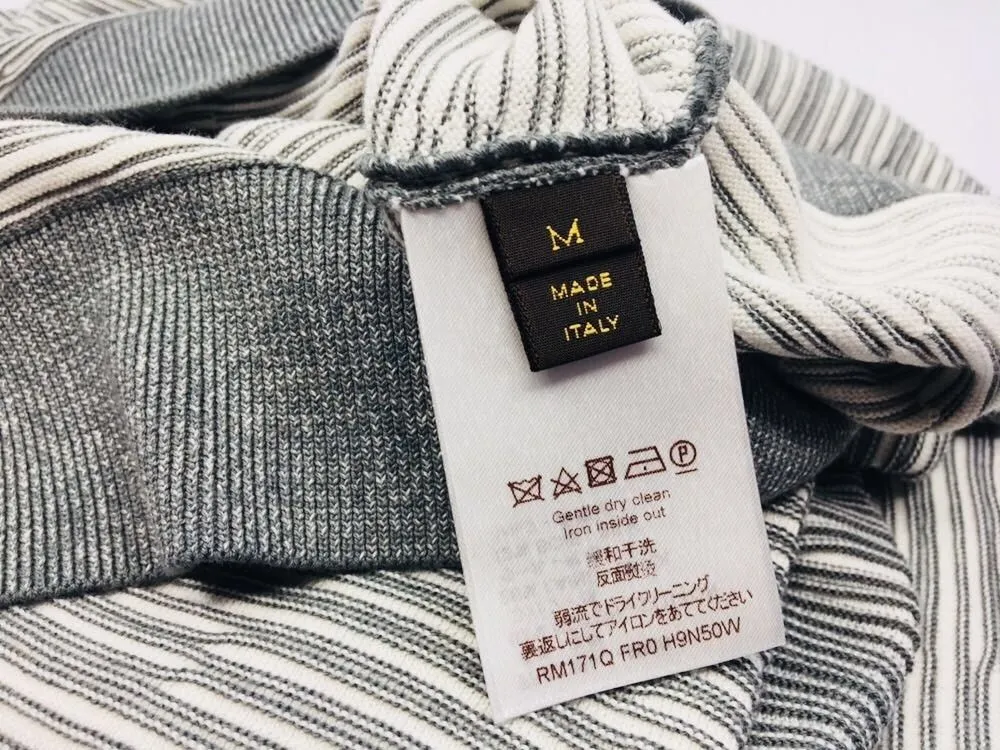 M
MADE
IN
ITALY
P
Gentle dry clean
Iron inside out
緩和干洗
反面熨燙
弱流でドライクリーニング
裏返しにしてアイロンをあててください
RM171Q FR0 H9N50W